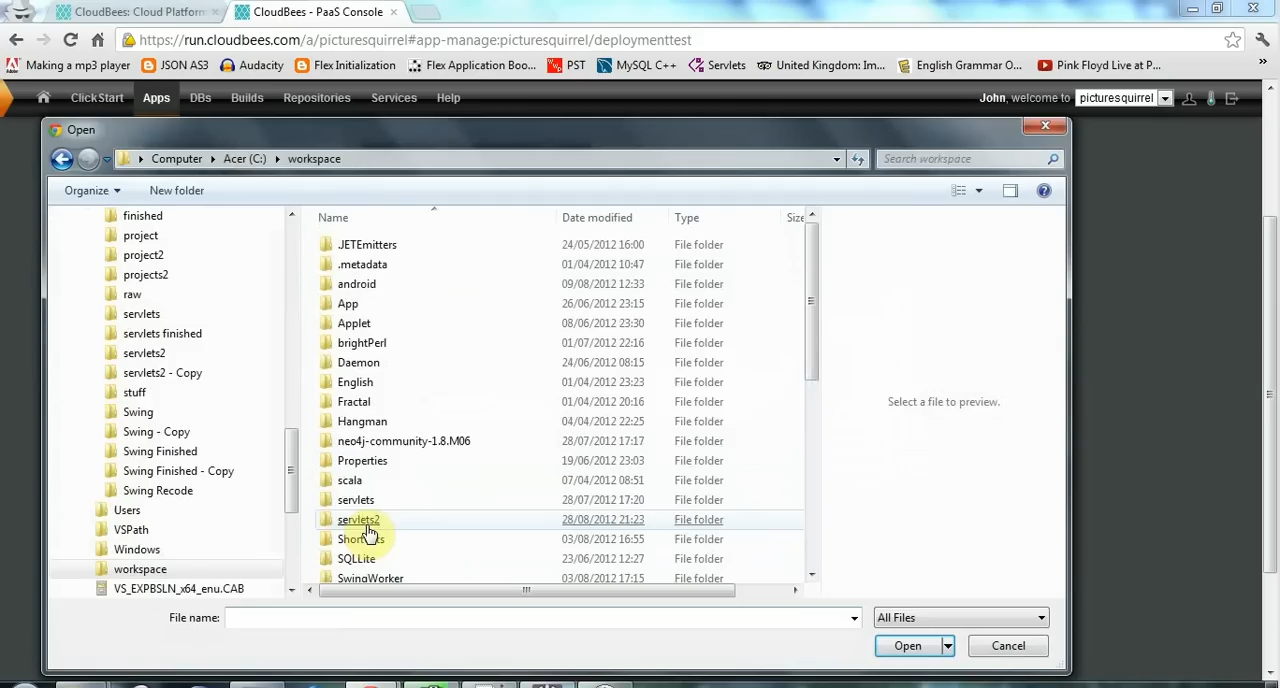 CloudBees: Cloud Platform
CloudBees - PaaS Console
https://run.cloudbees.com/a/picturesquirrel#app-manage:picturesquirrel/deploymenttest
Making a mp3 player JSON AS3 Audacity Flex Initialization Flex Application Boo... PST MySQL C++ Servlets United Kingdom: Im... English Grammar O... Pink Floyd Live at P... »
ClickStart Apps DBs Builds Repositories Services Help John, welcome to picturesquirrel
Open
Computer Acer (C:) workspace Search workspace
Organize New folder
Name Date modified Type Size
finished
project
project2
projects2
raw
servlets
servlets finished
servlets2
servlets2 - Copy
stuff
Swing
Swing - Copy
Swing Finished
Swing Finished - Copy
Swing Recode
Users
VSPath
Windows
workspace
VS_EXPBSLN_x64_enu.CAB
.JETEmitters 24/05/2012 16:00 File folder
.metadata 01/04/2012 10:47 File folder
android 09/08/2012 12:33 File folder
App 26/06/2012 23:15 File folder
Applet 08/06/2012 23:30 File folder
brightPerl 01/07/2012 22:16 File folder
Daemon 24/06/2012 08:15 File folder
English 01/04/2012 23:23 File folder
Fractal 01/04/2012 20:16 File folder
Hangman 04/04/2012 22:25 File folder
neo4j-community-1.8.M06 28/07/2012 17:17 File folder
Properties 19/06/2012 23:03 File folder
scala 07/04/2012 08:51 File folder
servlets 28/07/2012 17:20 File folder
servlets2 28/08/2012 21:23 File folder
03/08/2012 16:55 File folder
SQLLite 23/06/2012 12:27 File folder
SwingWorker 03/08/2012 17:15 File folder
Select a file to preview.
File name: All Files
Open Cancel